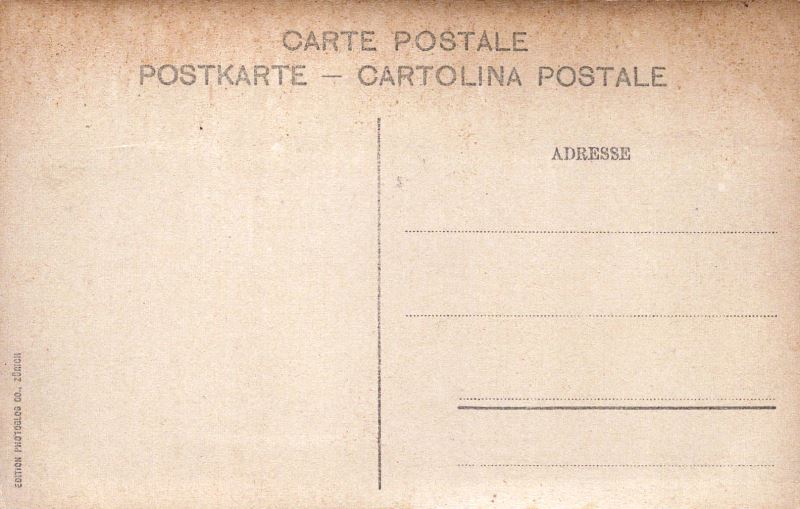 CARTE POSTALE
POSTKARTE — CARTOLINA POSTALE
ADRESSE
EDITION PHOTOGLOB CO., ZÜRICH